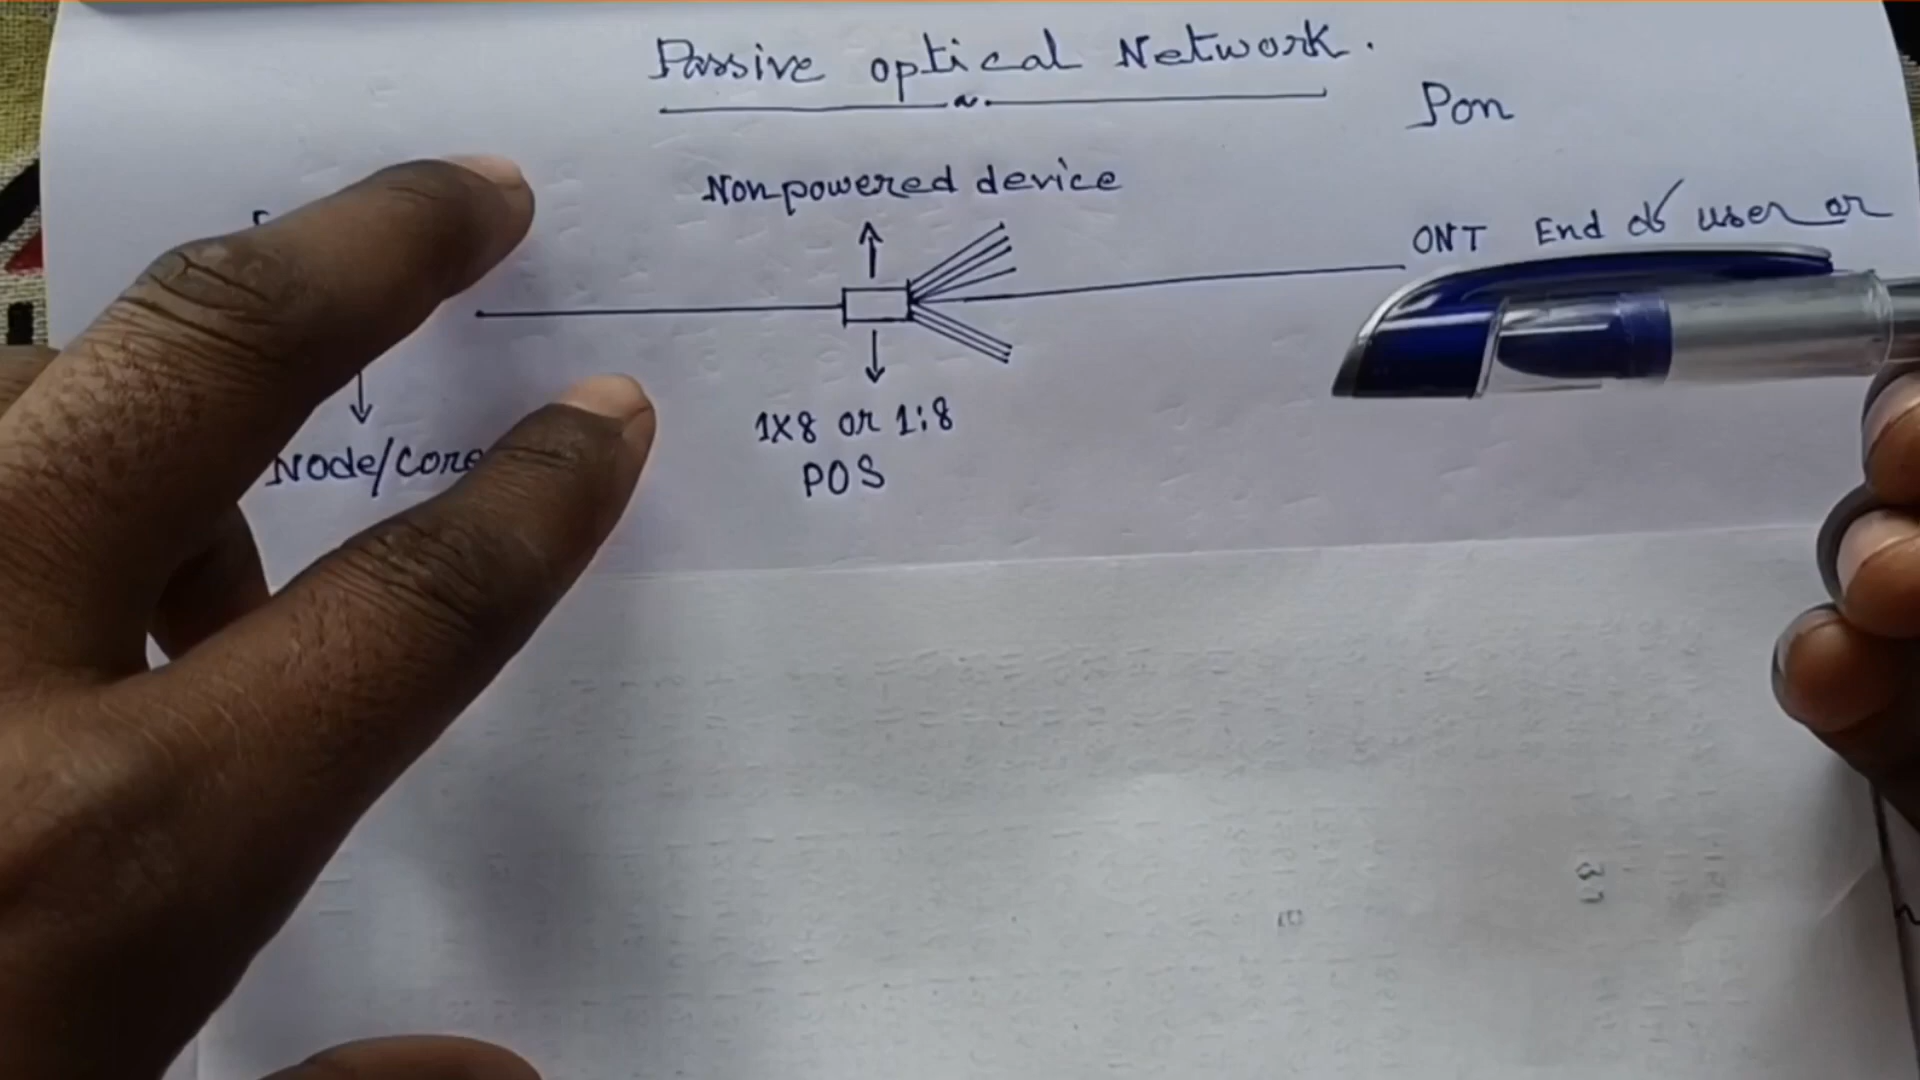 Passive optical Network.
Pon
Nonpowered device
ONT End of user or
1X8 or 1:8
POS
Node/Core